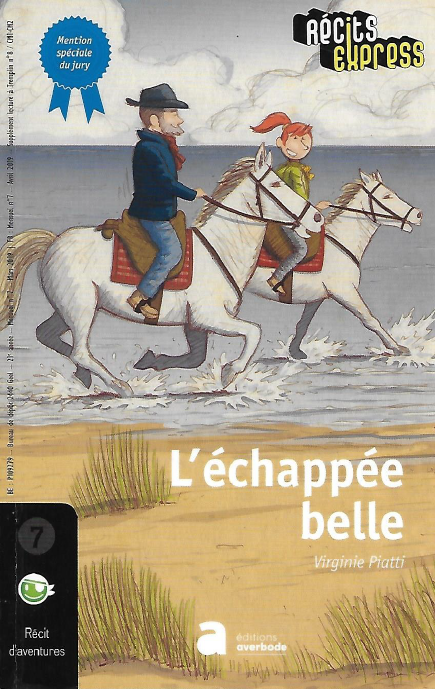 Mention
spéciale
du jury
RÉCITS
EXPRESS
L'échappée
belle
Virginie Piatti
7
Récit
d'aventures
a
éditions
averbode